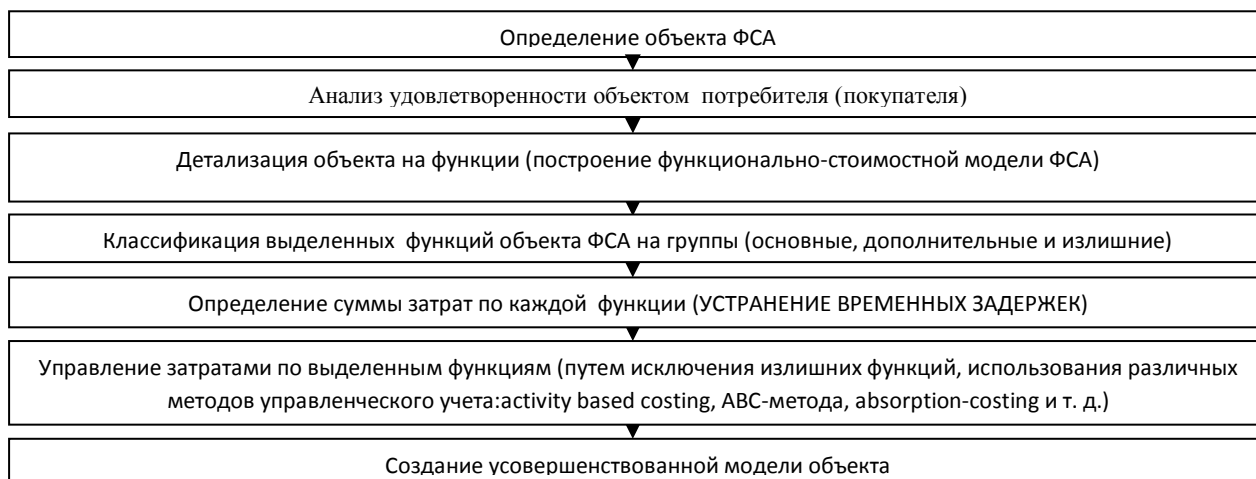 Определение объекта ФСА
Анализ удовлетворенности объектом потребителя (покупателя)
Детализация объекта на функции (построение функционально-стоимостной модели ФСА)
Классификация выделенных функций объекта ФСА на группы (основные, дополнительные и излишние)
Определение суммы затрат по каждой функции (УСТРАНЕНИЕ ВРЕМЕННЫХ ЗАДЕРЖЕК)
Управление затратами по выделенным функциям (путем исключения излишних функций, использования различных
методов управленческого учета:activity based costing, ABC-метода, absorption-costing и т. д.)
Создание усовершенствованной модели объекта